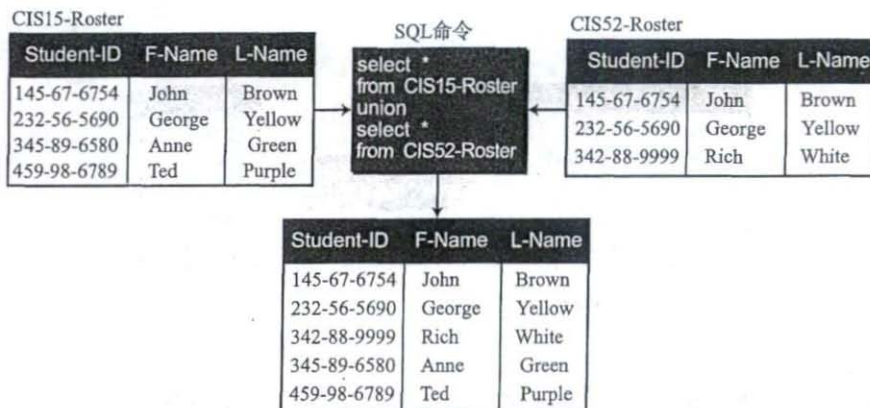 CIS15-Roster
Student-ID F-Name L-Name
145-67-6754 John Brown
232-56-5690 George Yellow
345-89-6580 Anne Green
459-98-6789 Ted Purple
SQL命令
select *
from CIS15-Roster
union
select *
from CIS52-Roster
CIS52-Roster
Student-ID F-Name L-Name
145-67-6754 John Brown
232-56-5690 George Yellow
342-88-9999 Rich White
Student-ID F-Name L-Name
145-67-6754 John Brown
232-56-5690 George Yellow
342-88-9999 Rich White
345-89-6580 Anne Green
459-98-6789 Ted Purple